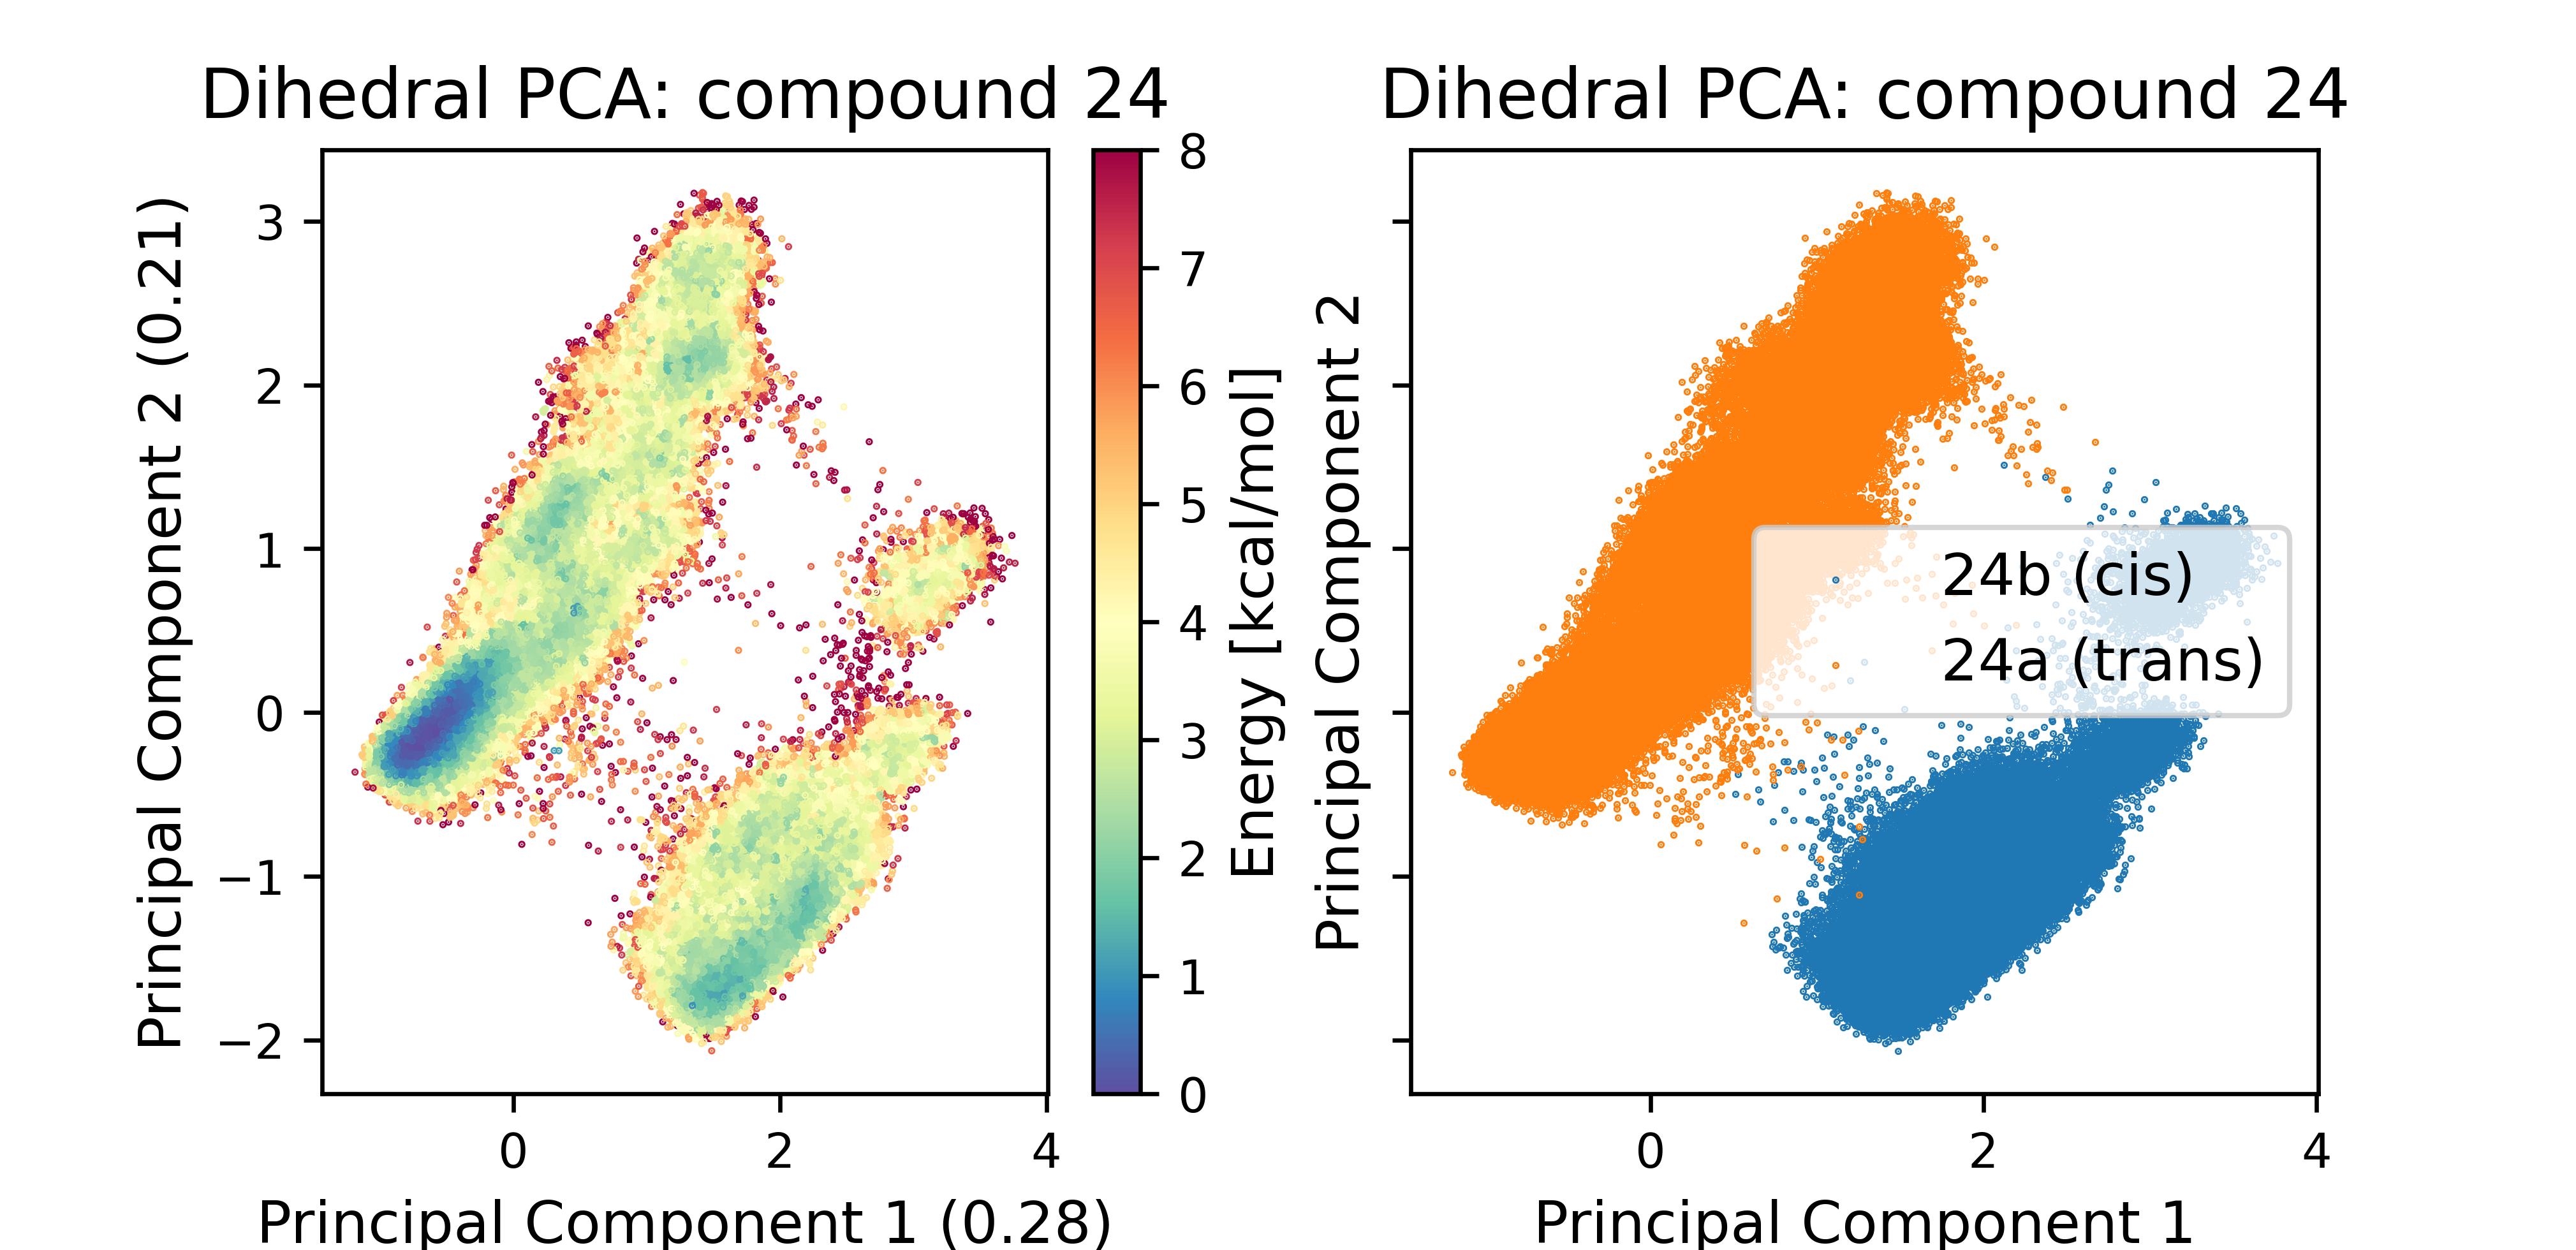 Dihedral PCA: compound 24
Principal Component 2 (0.21)
3
2
1
0
−1
−2
0
2
4
Principal Component 1 (0.28)
8
7
6
5
4
3
2
1
0
Energy [kcal/mol]
Dihedral PCA: compound 24
Principal Component 2
24b (cis)
24a (trans)
0
2
4
Principal Component 1